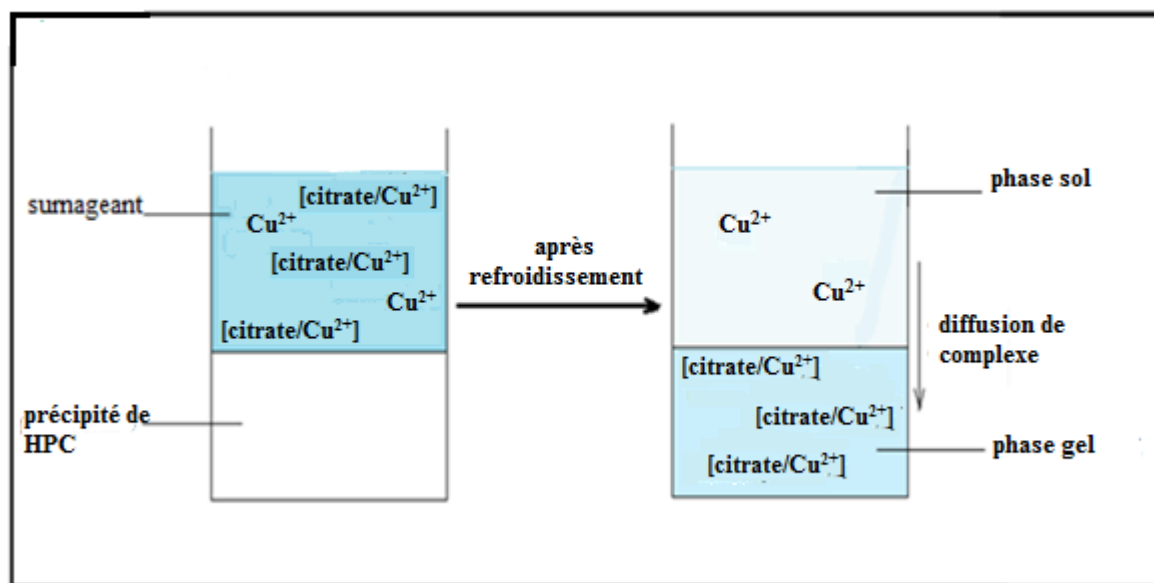 sumageant
[citrate/Cu²⁺]
Cu²⁺
[citrate/Cu²⁺]
Cu²⁺
[citrate/Cu²⁺]
précipité de
HPC
après
refroidissement
phase sol
Cu²⁺
Cu²⁺
diffusion de
complexe
[citrate/Cu²⁺]
[citrate/Cu²⁺]
[citrate/Cu²⁺]
phase gel